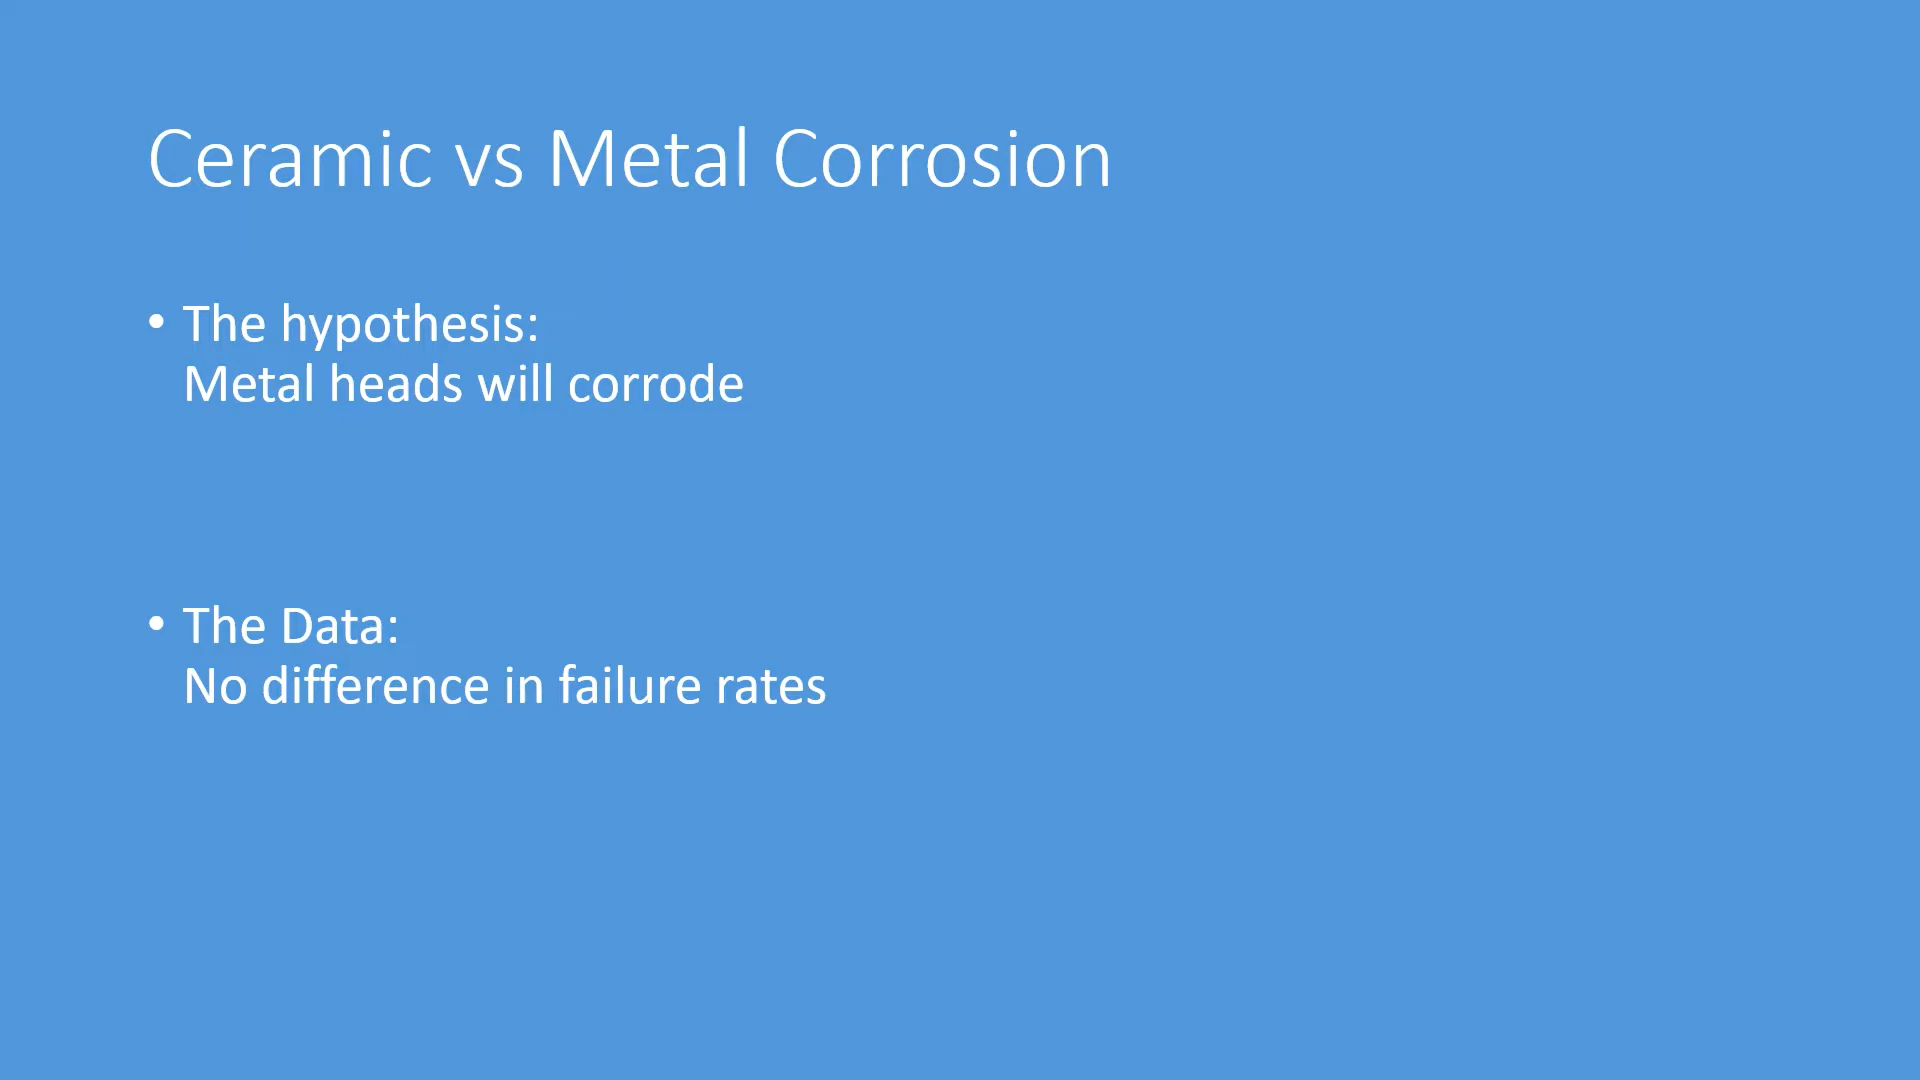 Ceramic vs Metal Corrosion
• The hypothesis:
Metal heads will corrode
• The Data:
No difference in failure rates